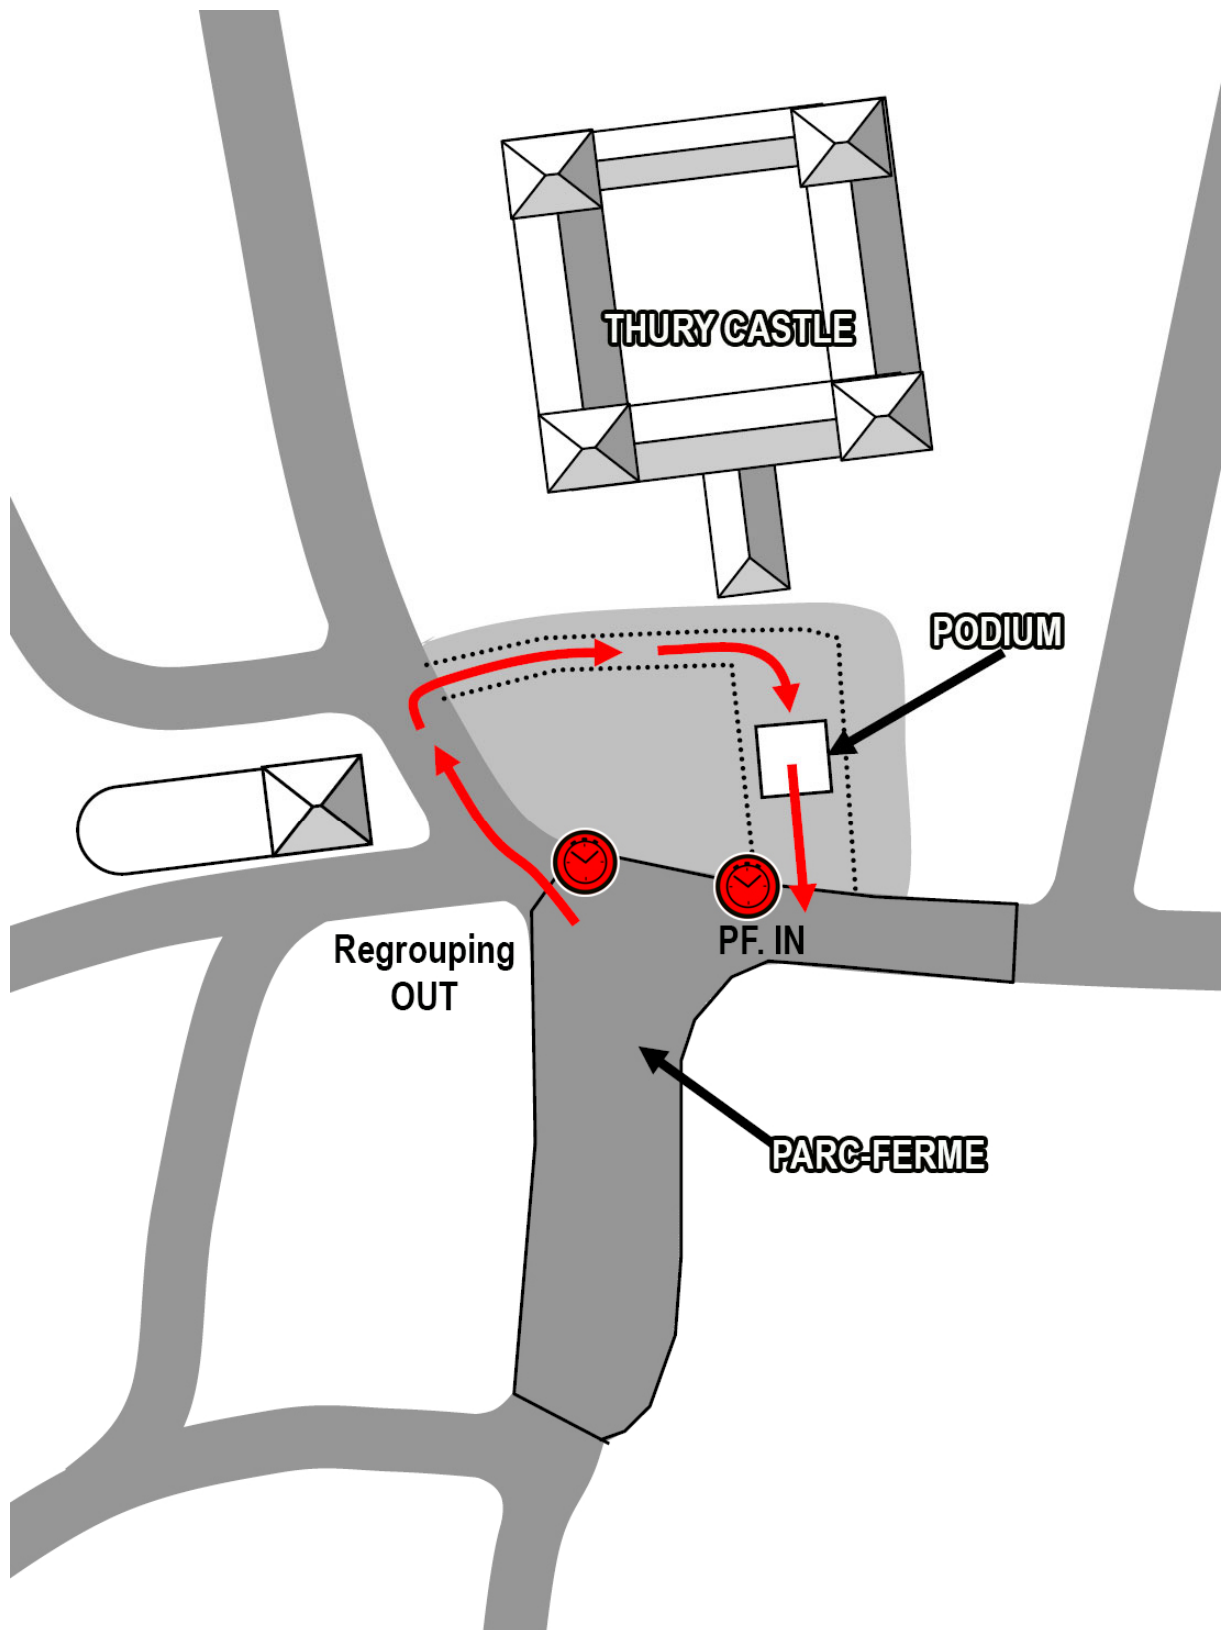 THURY CASTLE
PODIUM
PF. IN
Regrouping
OUT
PARC-FERME